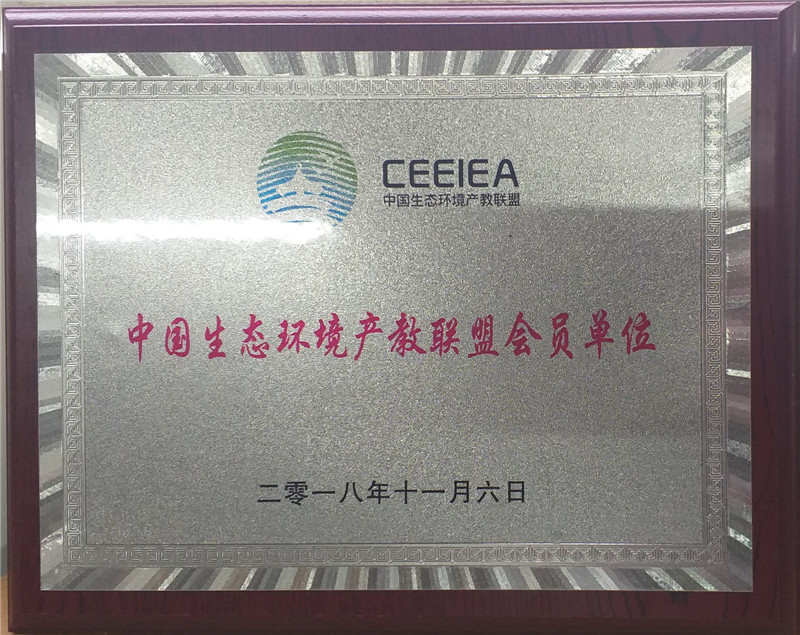 CEEIEA
中国生态环境产教联盟
中国生态环境产教联盟会员单位
二零一八年十一月六日